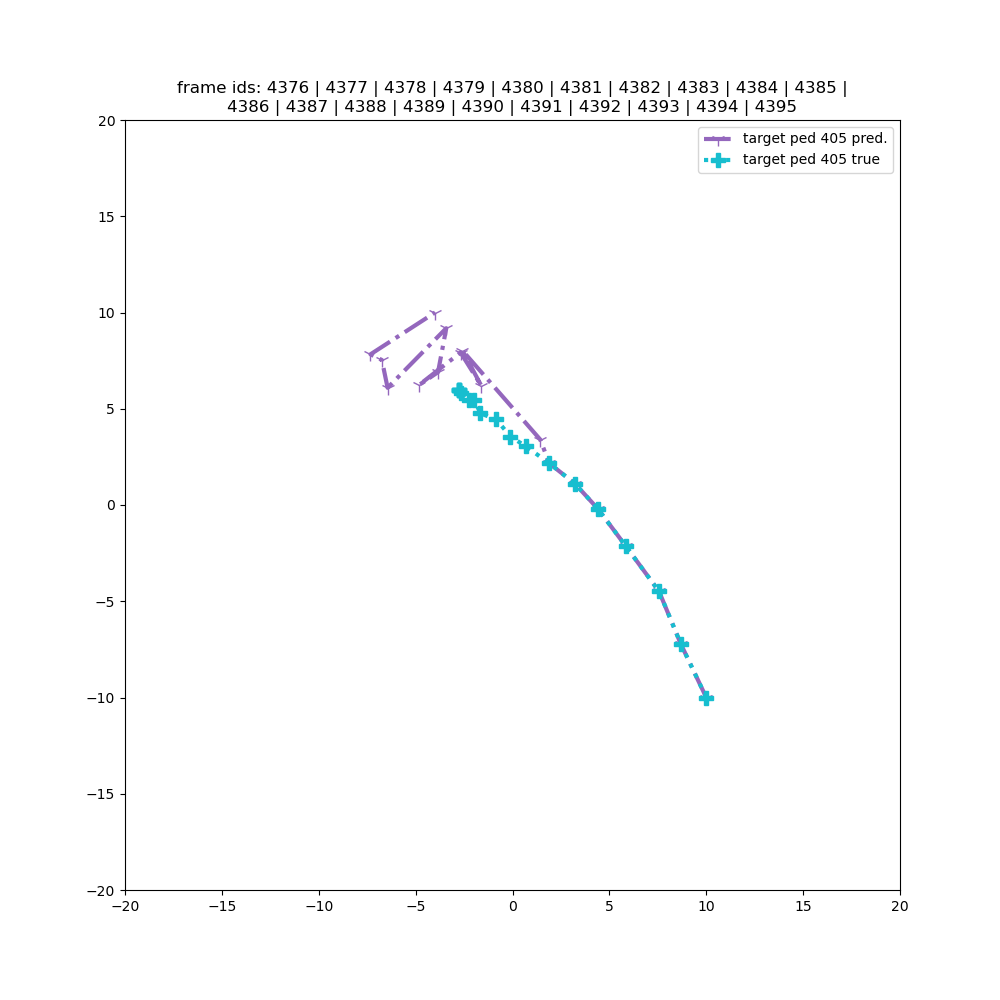 frame ids: 4376 | 4377 | 4378 | 4379 | 4380 | 4381 | 4382 | 4383 | 4384 | 4385 |
4386 | 4387 | 4388 | 4389 | 4390 | 4391 | 4392 | 4393 | 4394 | 4395
target ped 405 pred.
target ped 405 true
20
15
10
5
0
−5
−10
−15
−20
−20 −15 −10 −5 0 5 10 15 20